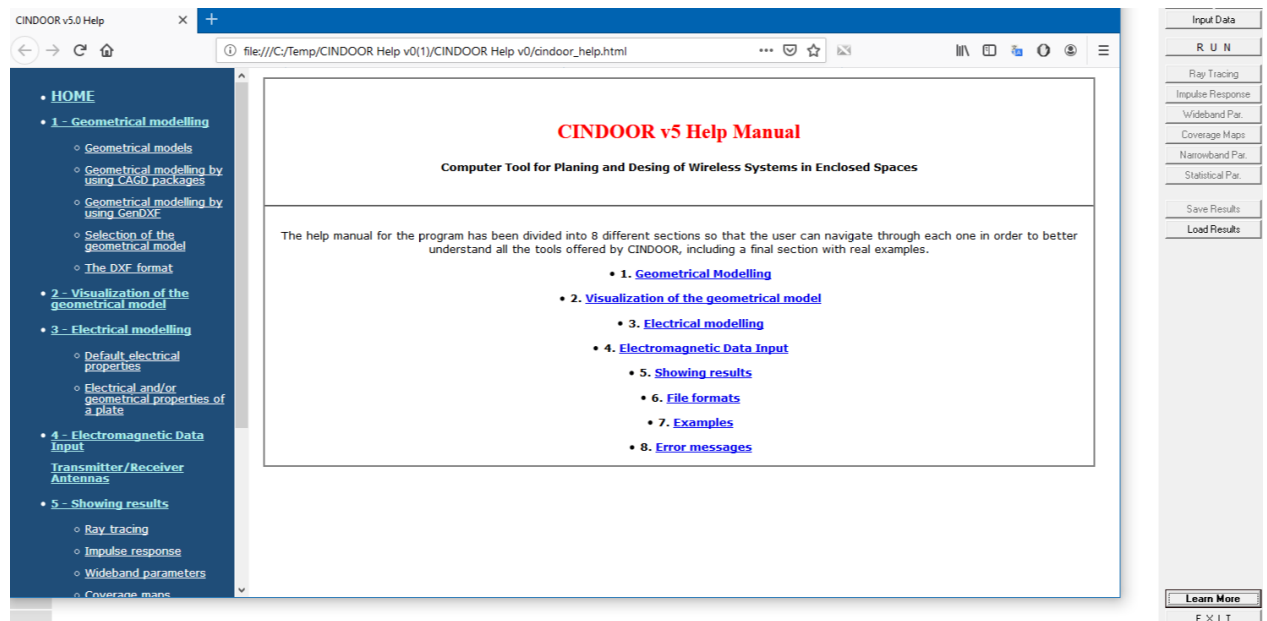 CINDOOR v5.0 Help
file:///C:/Temp/CINDOOR Help v0(1)/CINDOOR Help v0/cindoor_help.html
• HOME
• 1 - Geometrical modelling
Geometrical models
Geometrical modelling by
using CAGD packages
Geometrical modelling by
using GenDXF
Selection of the
geometrical model
The DXF format
• 2 - Visualization of the
geometrical model
• 3 - Electrical modelling
Default electrical
properties
Electrical and/or
geometrical properties of
a plate
• 4 - Electromagnetic Data
Input
Transmitter/Receiver
Antennas
• 5 - Showing results
Ray tracing
Impulse response
Wideband parameters
Coverage maps
CINDOOR v5 Help Manual
Computer Tool for Planing and Desing of Wireless Systems in Enclosed Spaces
The help manual for the program has been divided into 8 different sections so that the user can navigate through each one in order to better
understand all the tools offered by CINDOOR, including a final section with real examples.
• 1. Geometrical Modelling
• 2. Visualization of the geometrical model
• 3. Electrical modelling
• 4. Electromagnetic Data Input
• 5. Showing results
• 6. File formats
• 7. Examples
• 8. Error messages
Input Data
R U N
Ray Tracing
Impulse Response
Wideband Par.
Coverage Maps
Narrowband Par.
Statistical Par.
Save Results
Load Results
Learn More
E X I T